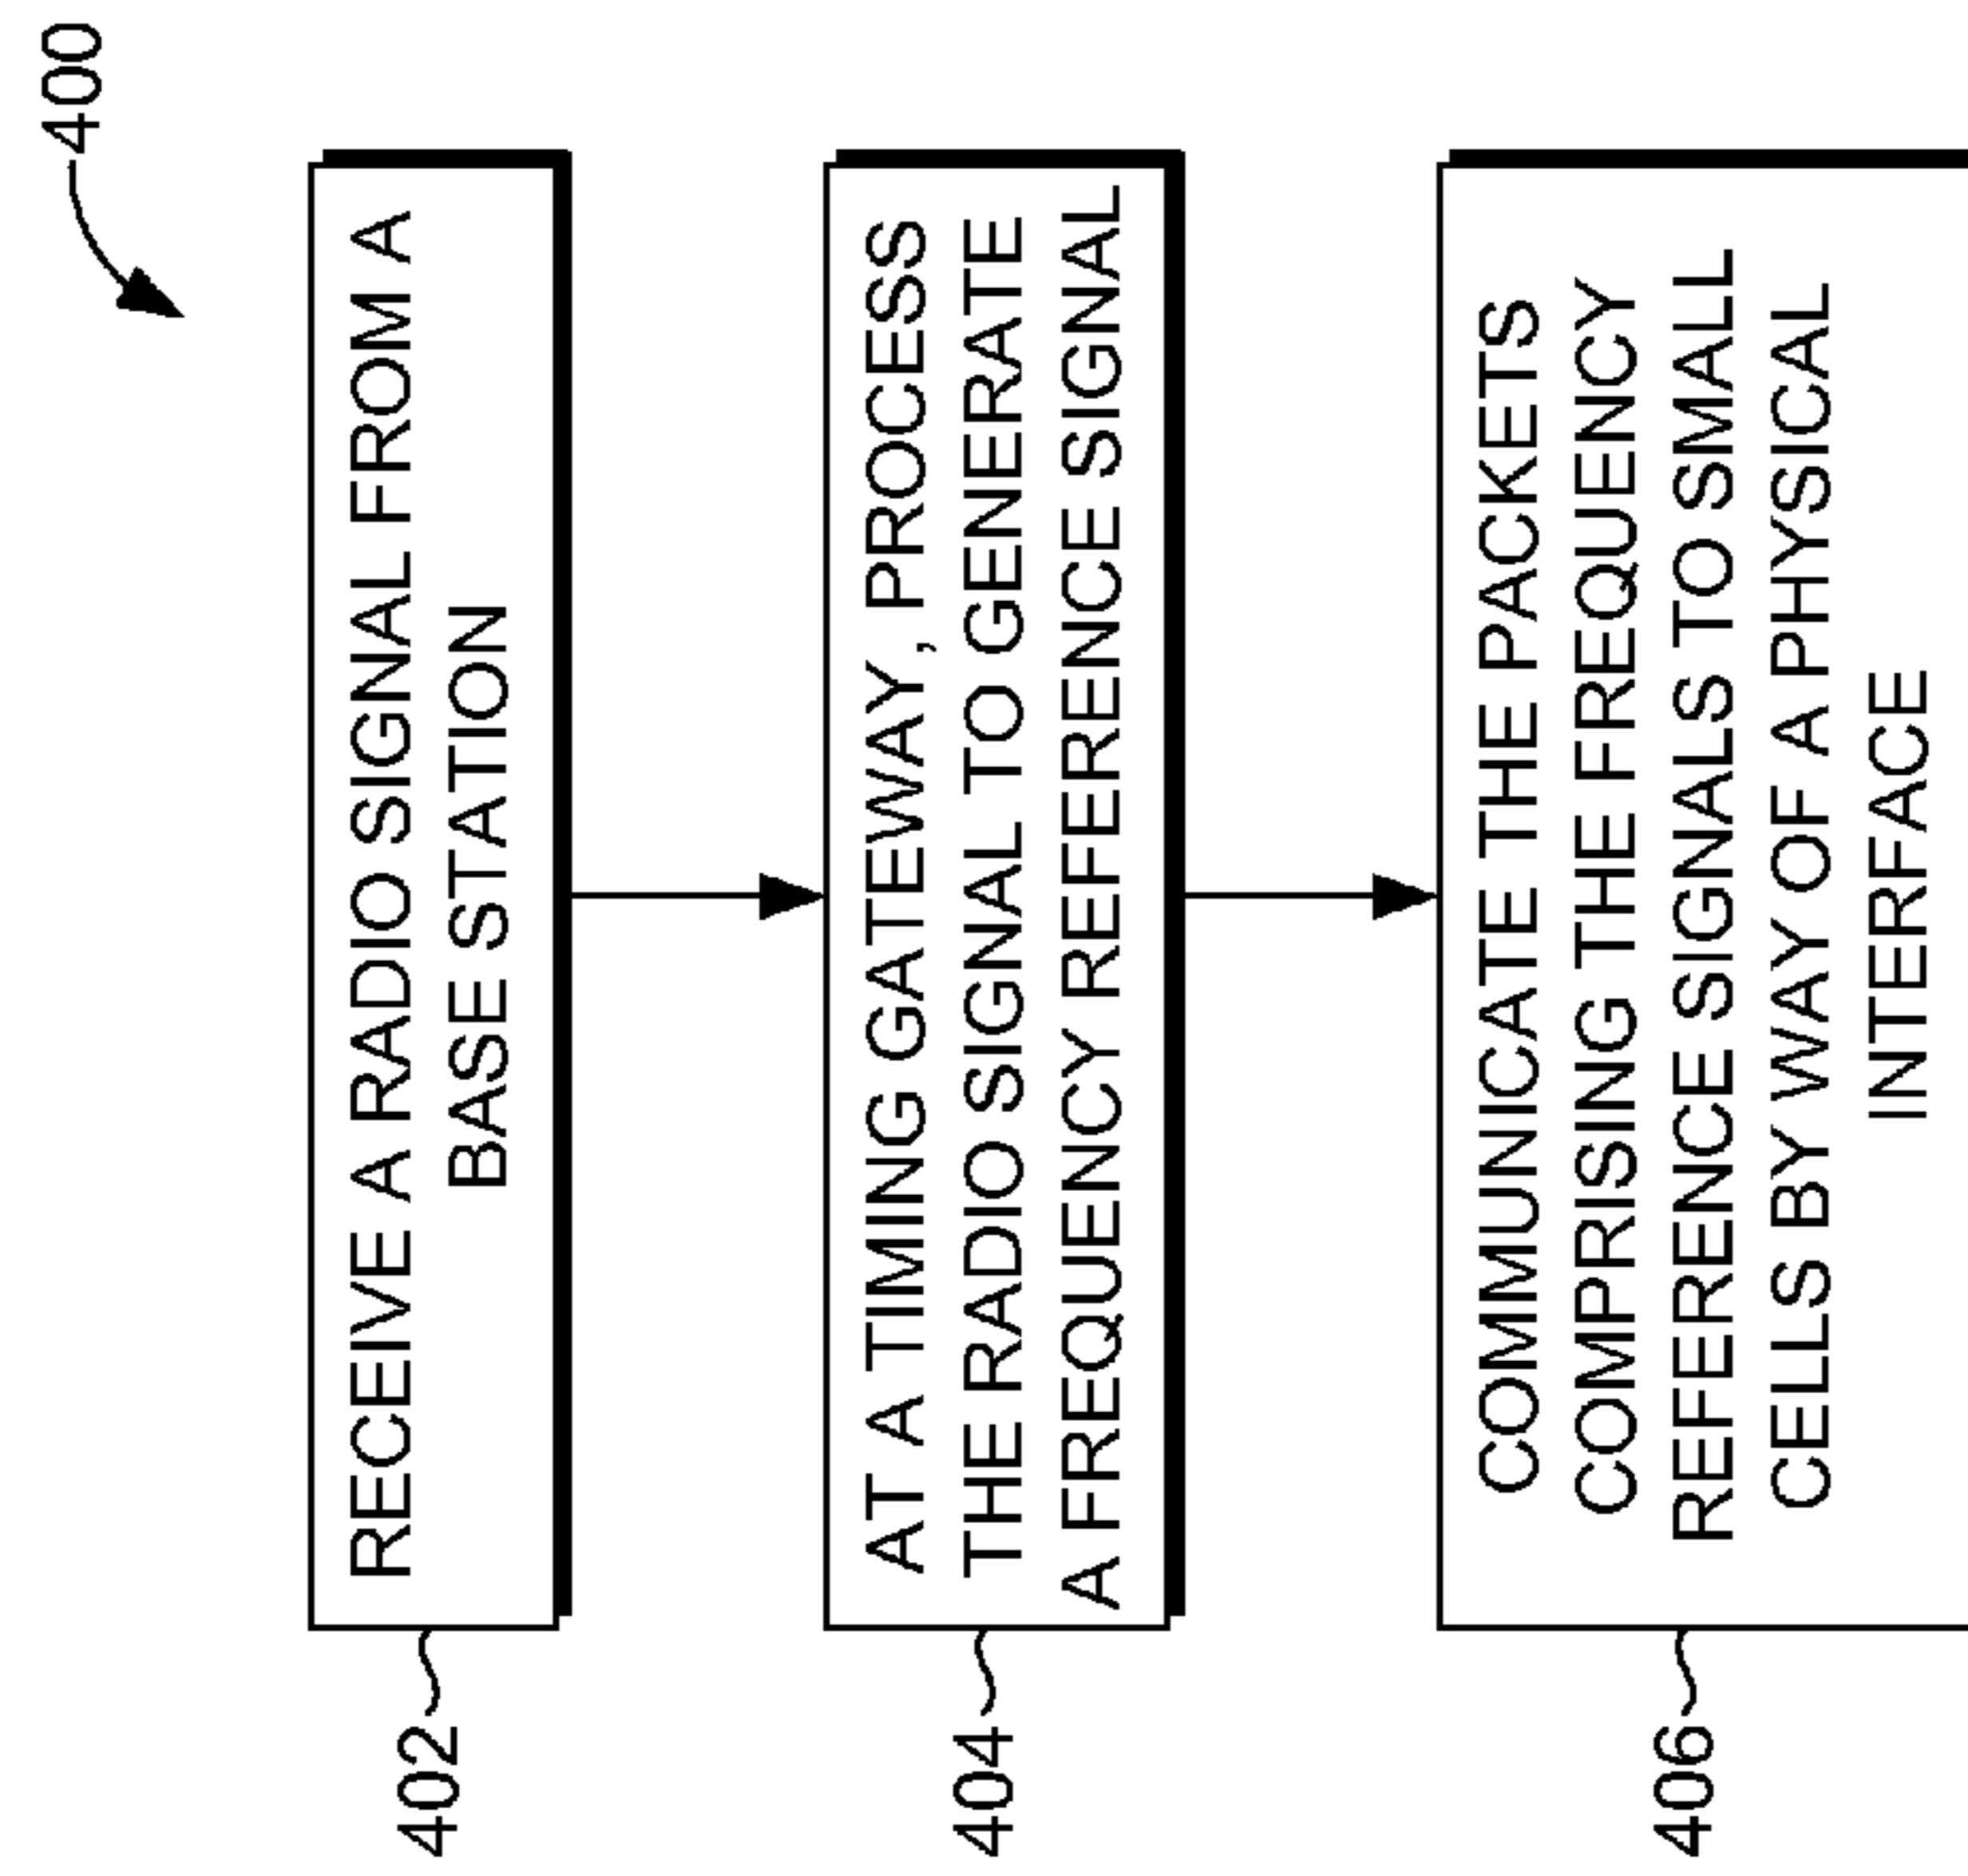 400
402
RECEIVE A RADIO SIGNAL FROM A
BASE STATION
404
AT A TIMING GATEWAY, PROCESS
THE RADIO SIGNAL TO GENERATE
A FREQUENCY REFERENCE SIGNAL
406
COMMUNICATE THE PACKETS
COMPRISING THE FREQUENCY
REFERENCE SIGNALS TO SMALL
CELLS BY WAY OF A PHYSICAL
INTERFACE